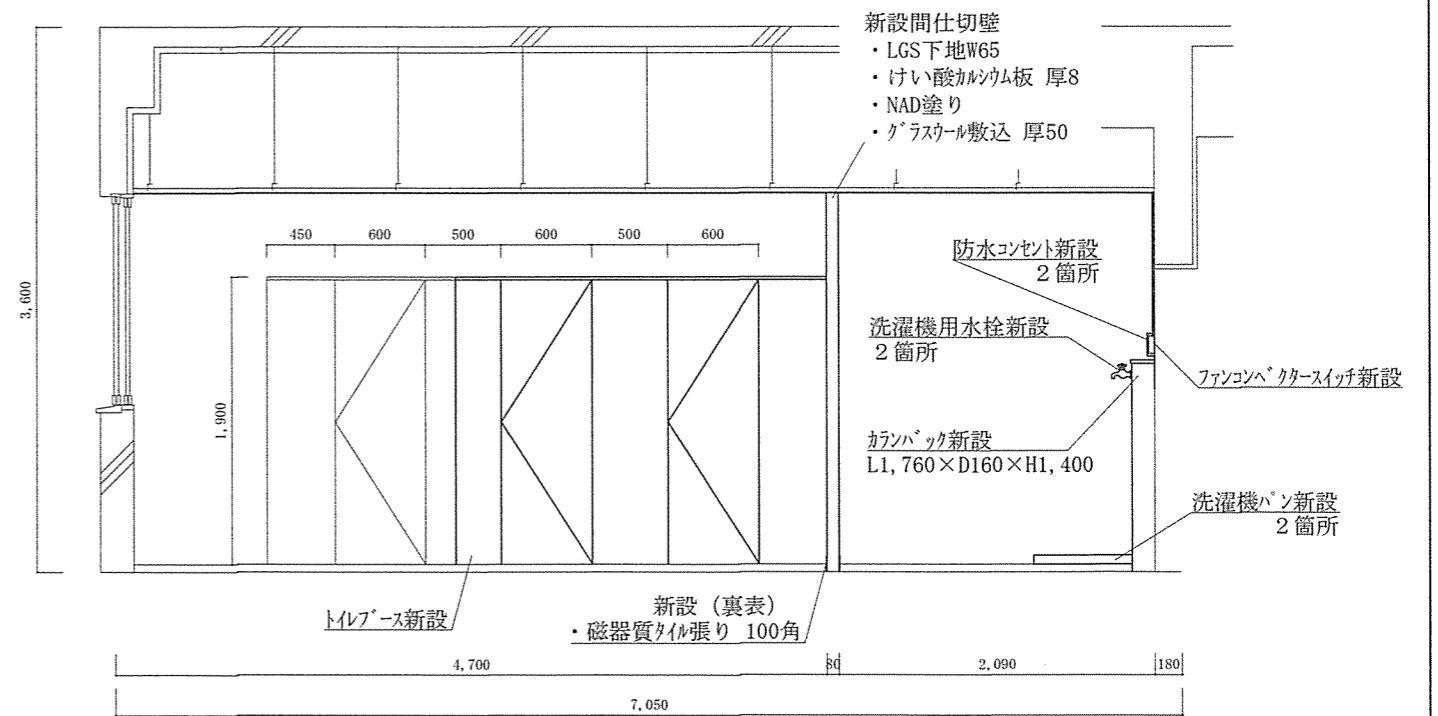 新設間仕切壁
・LGS下地W65
・けい酸カルシウム板 厚8
・NAD塗り
・グラスウール敷込 厚50
3,600
450 600 500 600 500 600
1,900
防水コンセント新設
2箇所
洗濯機用水栓新設
2箇所
ファンコンベクタースイッチ新設
カランバック新設
L1,760×D160×H1,400
洗濯機パン新設
2箇所
トイレブース新設
新設（裏表）
・磁器質タイル張り 100角
4,700 80 2,090 180
7,050